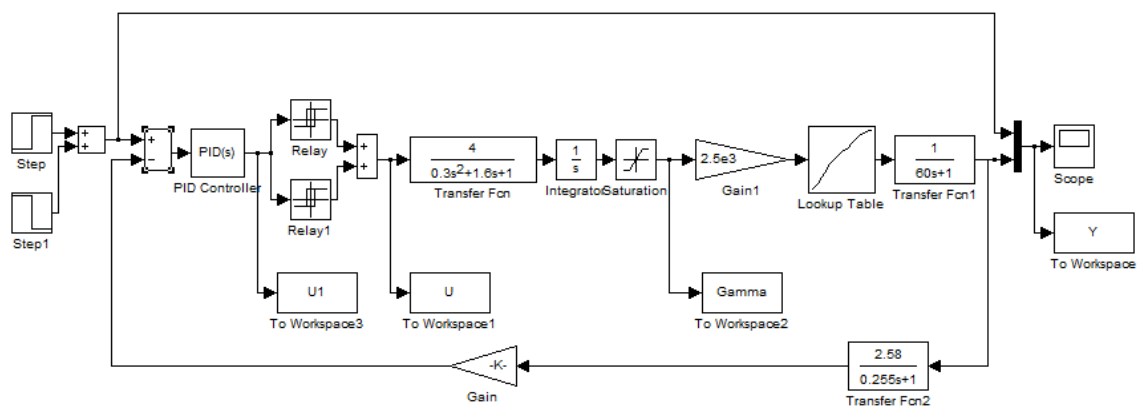 Step
Step1
+
+
+
−
PID(s)
PID Controller
Relay
Relay1
+
+
4
0.3s²+1.6s+1
Transfer Fcn
1
s
Integrator
Saturation
2.5e3
Gain1
Lookup Table
1
60s+1
Transfer Fcn1
Scope
Y
To Workspace
U1
To Workspace3
U
To Workspace1
Gamma
To Workspace2
-K-
Gain
2.58
0.255s+1
Transfer Fcn2